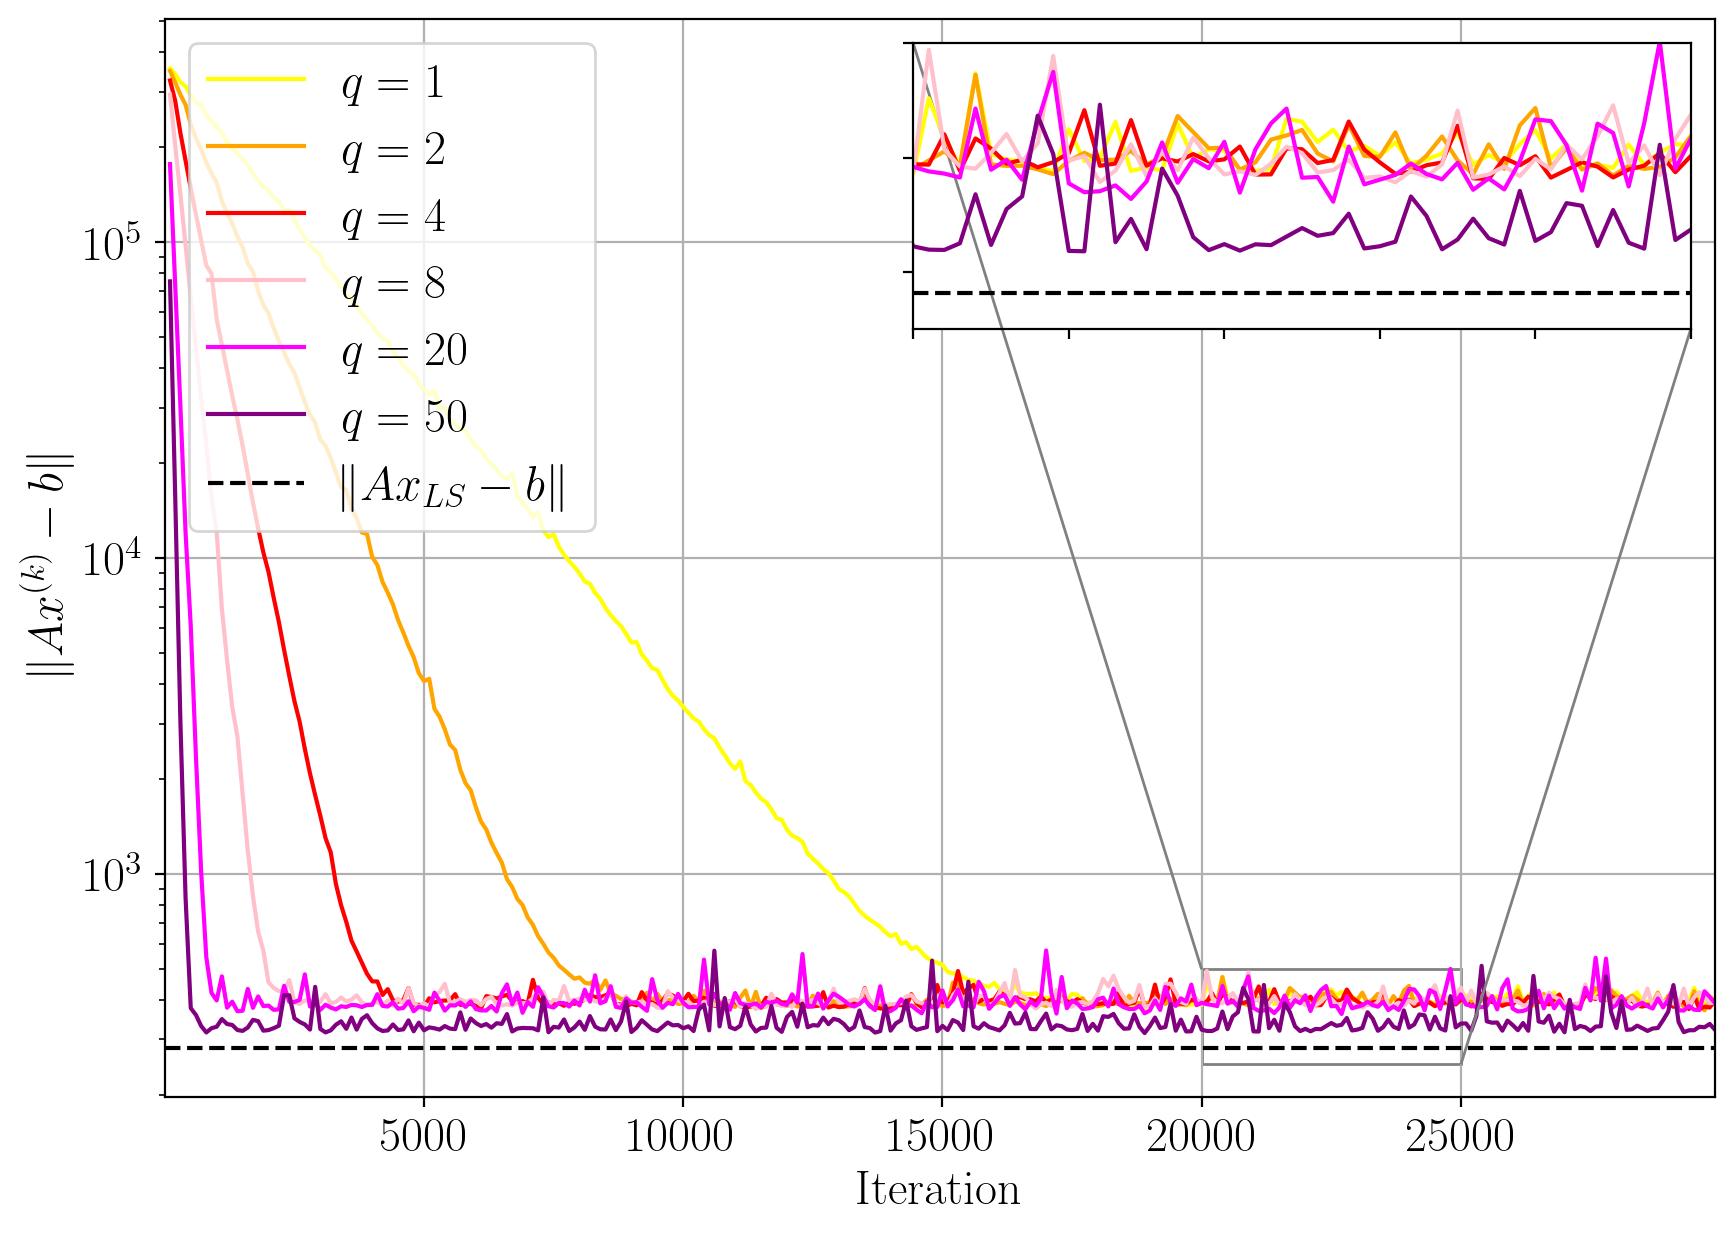 q = 1
q = 2
q = 4
q = 8
q = 20
q = 50
‖Ax_{LS} − b‖
10^5
10^4
10^3
‖Ax^{(k)} − b‖
5000 10000 15000 20000 25000
Iteration